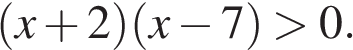 (x + 2)(x − 7) > 0.